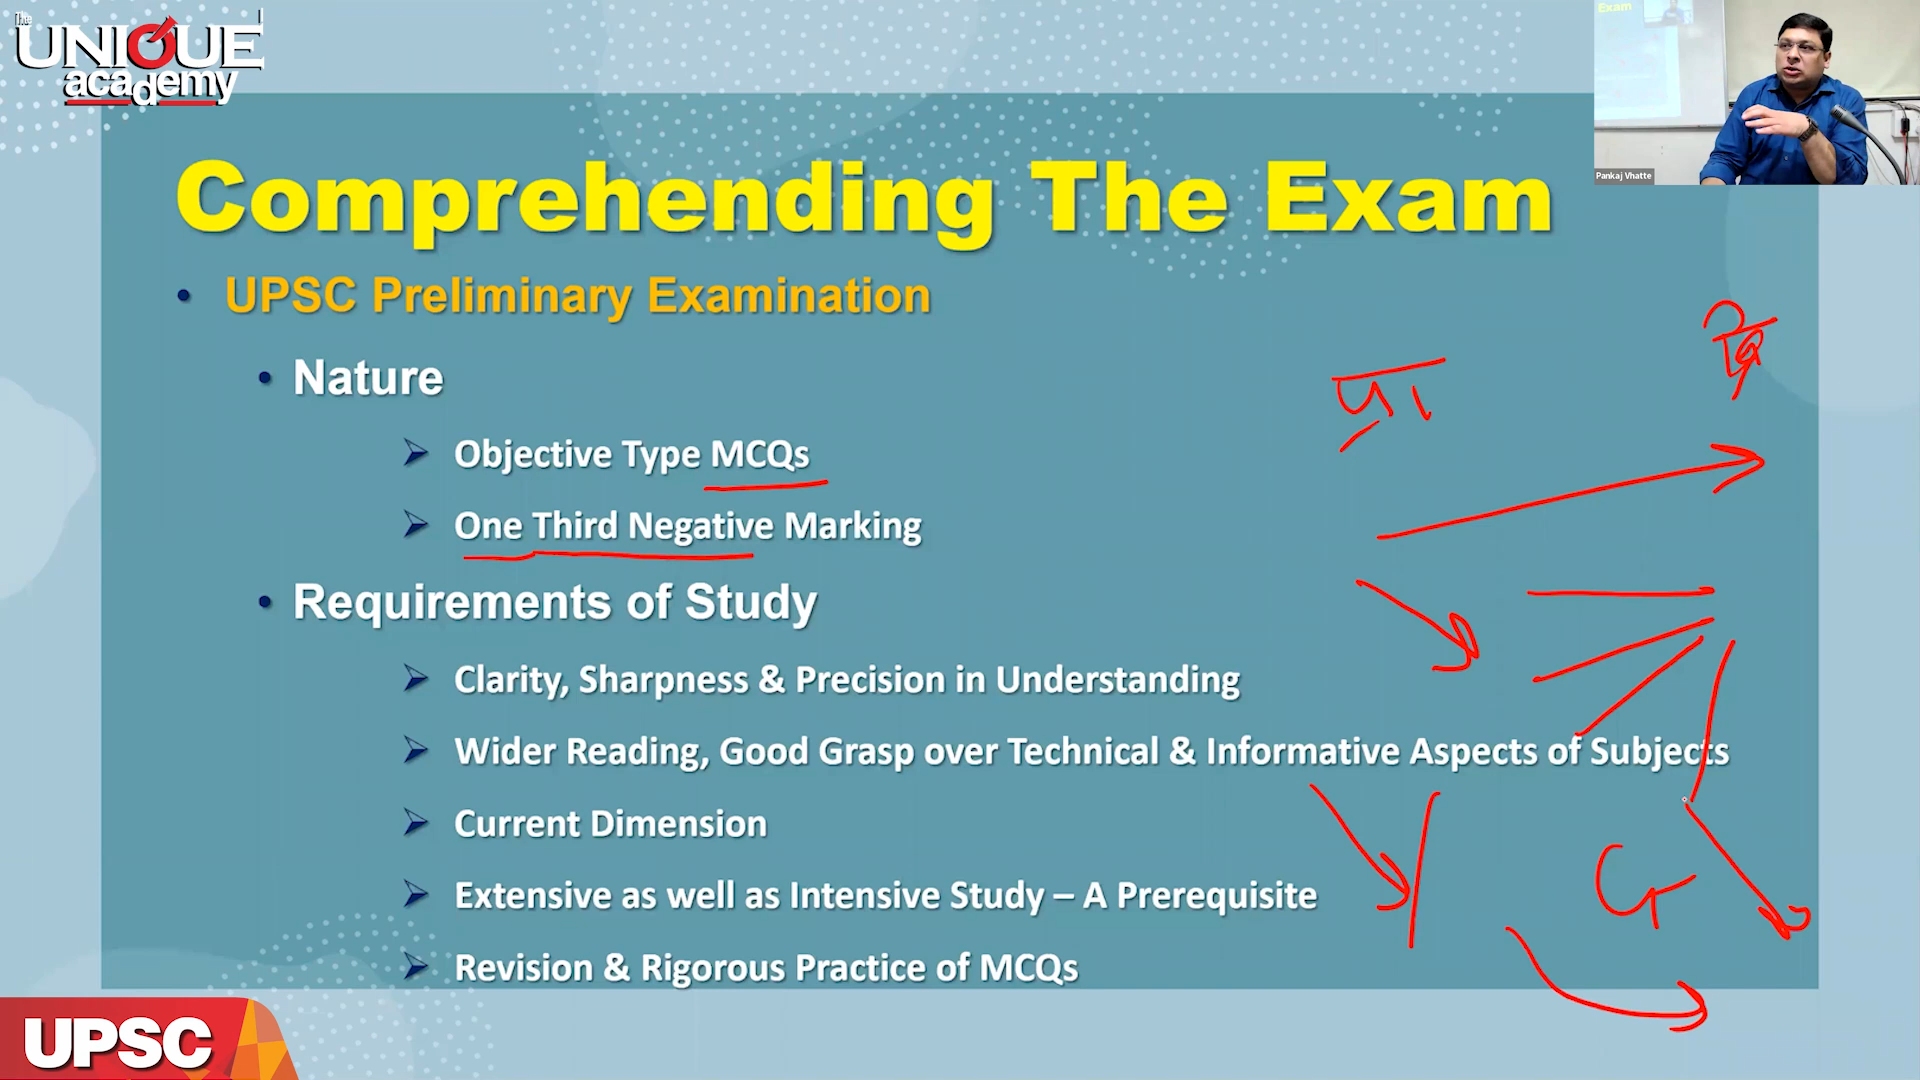 The
UNIQUE
academy
Exam
Pankaj Vhatte
Comprehending The Exam
• UPSC Preliminary Examination
• Nature
➢ Objective Type MCQs
➢ One Third Negative Marking
• Requirements of Study
➢ Clarity, Sharpness & Precision in Understanding
➢ Wider Reading, Good Grasp over Technical & Informative Aspects of Subjects
➢ Current Dimension
➢ Extensive as well as Intensive Study – A Prerequisite
➢ Revision & Rigorous Practice of MCQs
UPSC